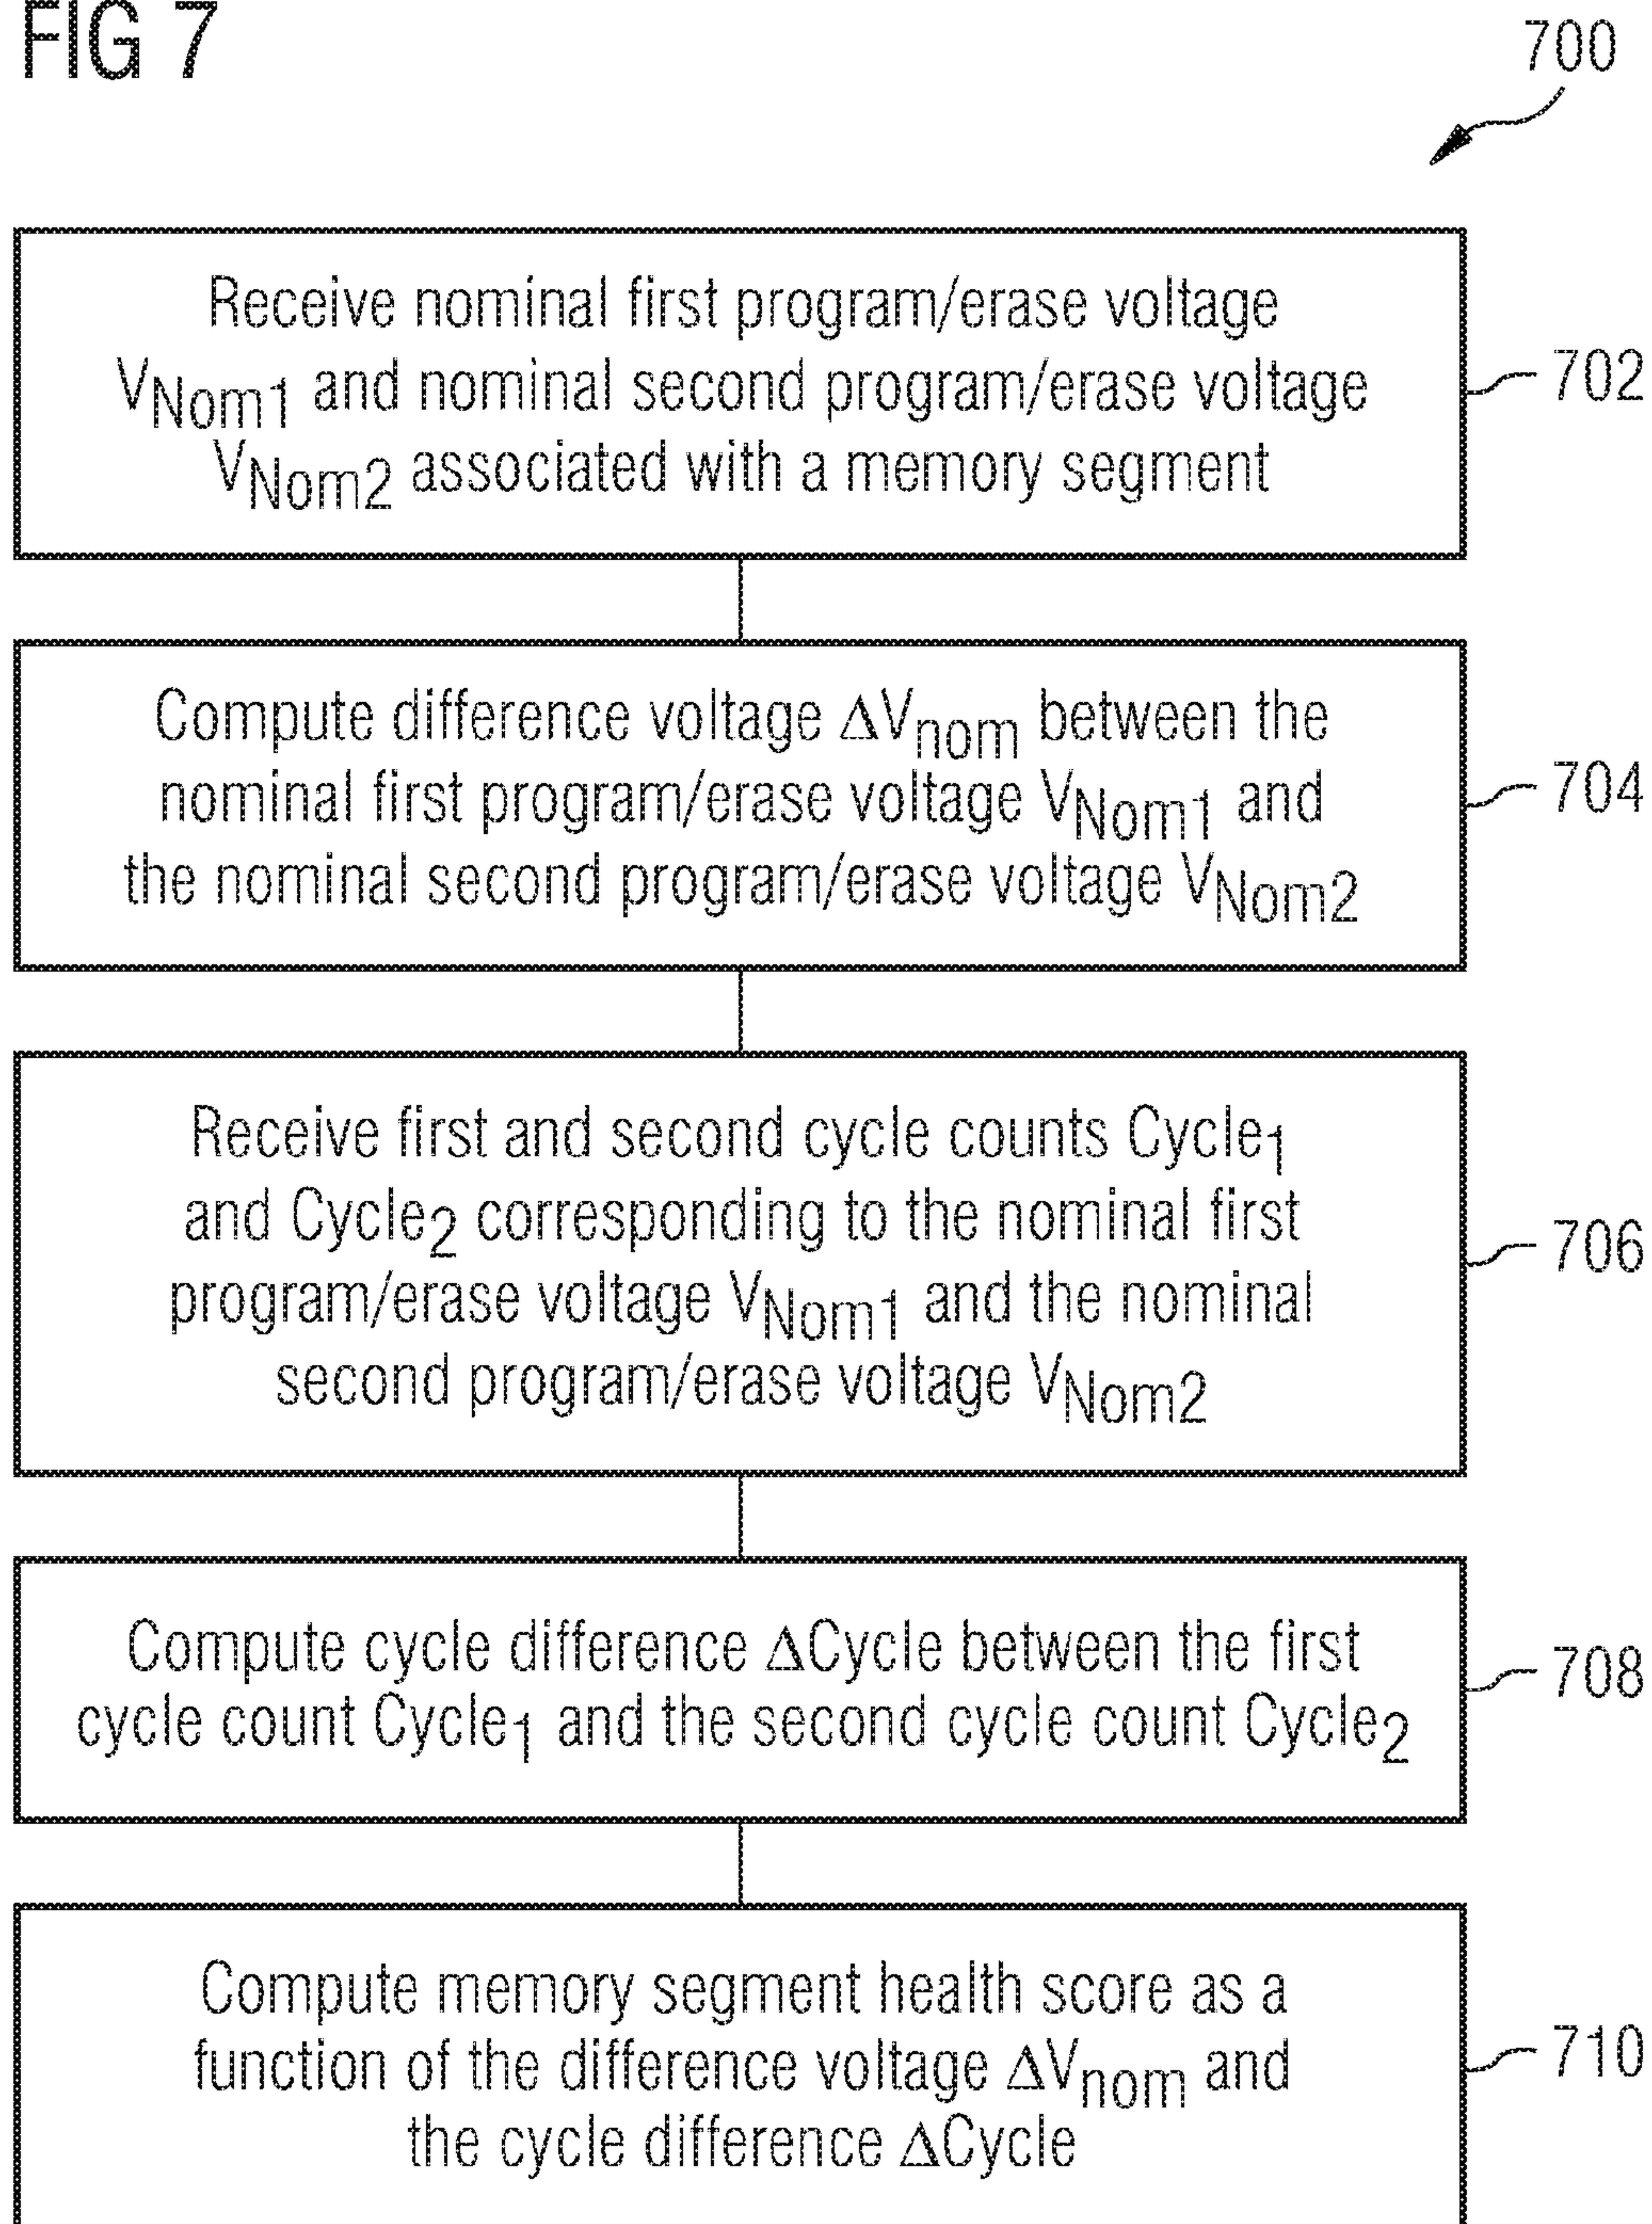 FIG 7
700
Receive nominal first program/erase voltage
VNom1 and nominal second program/erase voltage
VNom2 associated with a memory segment
702
Compute difference voltage ΔVnom between the
nominal first program/erase voltage VNom1 and
the nominal second program/erase voltage VNom2
704
Receive first and second cycle counts Cycle1
and Cycle2 corresponding to the nominal first
program/erase voltage VNom1 and the nominal
second program/erase voltage VNom2
706
Compute cycle difference ΔCycle between the first
cycle count Cycle1 and the second cycle count Cycle2
708
Compute memory segment health score as a
function of the difference voltage ΔVnom and
the cycle difference ΔCycle
710